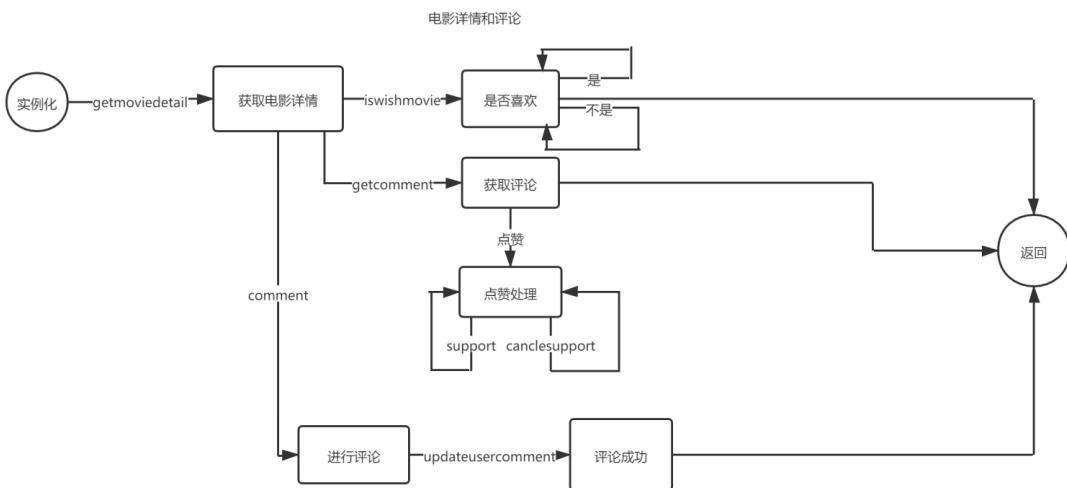 电影详情和评论
实例化
getmoviedetail
获取电影详情
iswishmovie
是否喜欢
是
不是
getcomment
获取评论
点赞
点赞处理
support
canclesupport
返回
comment
进行评论
updateusercomment
评论成功